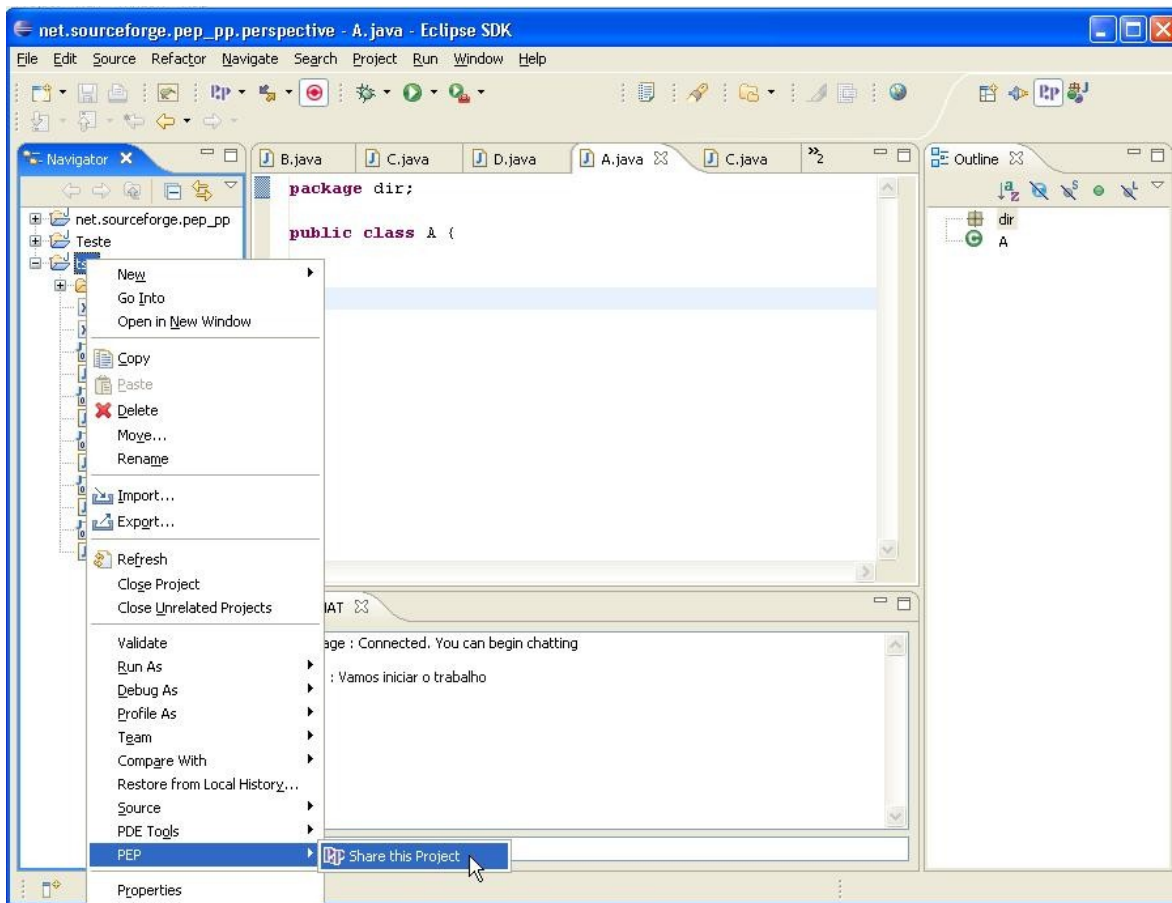 net.sourceforge.pep_pp.perspective - A.java - Eclipse SDK
File Edit Source Refactor Navigate Search Project Run Window Help
Navigator
B.java C.java D.java A.java C.java »2
Outline
net.sourceforge.pep_pp
Teste
package dir;
public class A {
dir
A
New
Go Into
Open in New Window
Copy
Paste
Delete
Move...
Rename
Import...
Export...
Refresh
Close Project
Close Unrelated Projects
Validate
Run As
Debug As
Profile As
Team
Compare With
Restore from Local History...
Source
PDE Tools
PEP
Share this Project
Properties
: Connected. You can begin chatting
: Vamos iniciar o trabalho